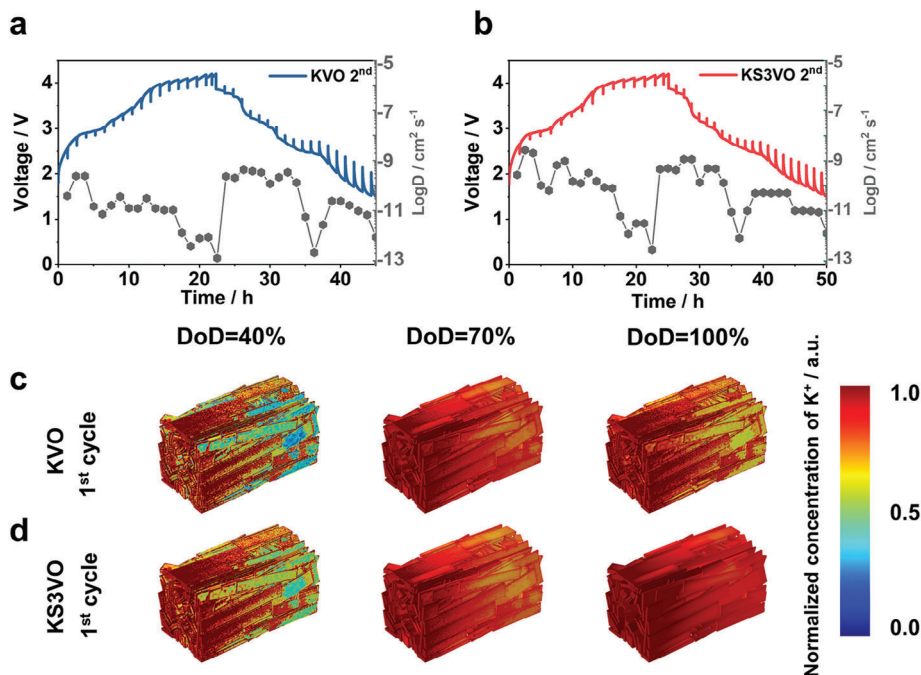 a
b
KVO 2nd
KS3VO 2nd
Voltage / V
4
3
2
1
0
LogD / cm² s⁻¹
-5
-7
-9
-11
-13
0 10 20 30 40
Time / h
Voltage / V
4
3
2
1
0
LogD / cm² s⁻¹
-5
-7
-9
-11
-13
0 10 20 30 40 50
Time / h
DoD=40% DoD=70% DoD=100%
c
KVO
1st cycle
d
KS3VO
1st cycle
Normalized concentration of K⁺ / a.u.
1.0
0.5
0.0